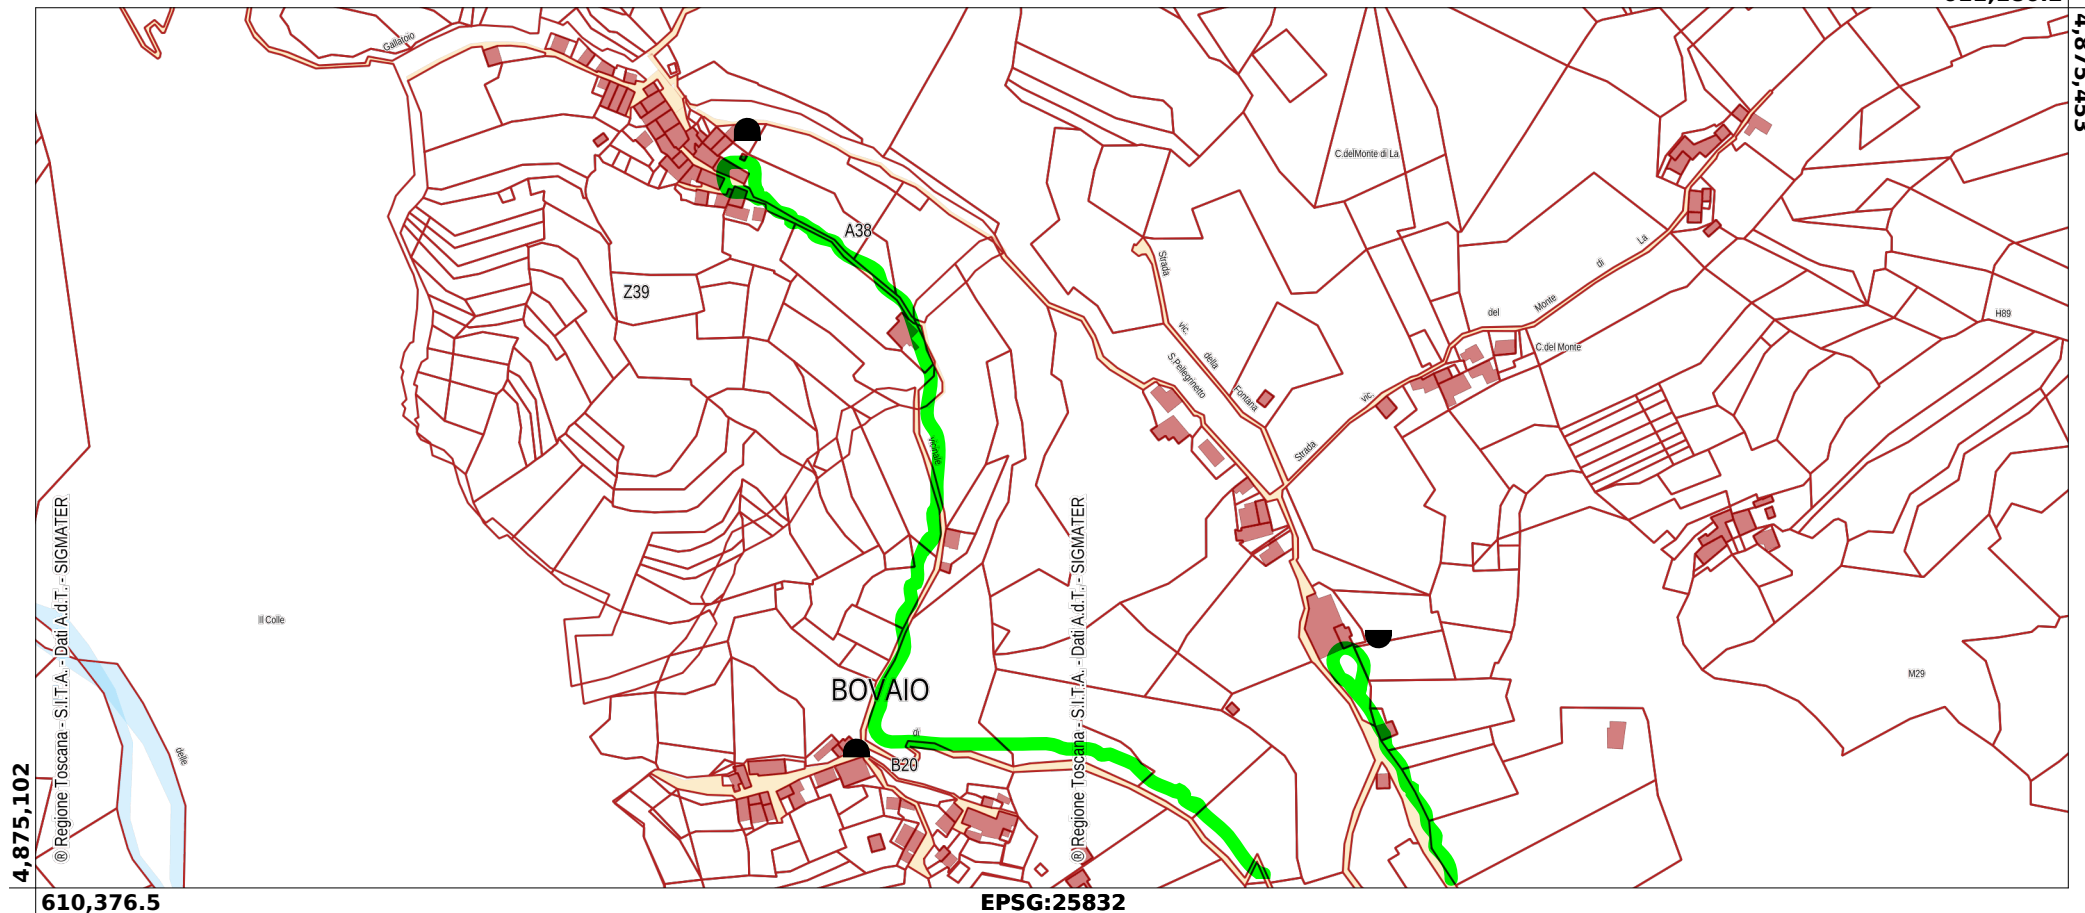 Gallatoio
C.delMonte di La
A38
Z39
La
di
Monte
del
Strada
vic.
della
Fontana
S.Pellegrinetto
H89
C.del Monte
vic.
Strada
vicinale
® Regione Toscana - S.I.T.A. - Dati A.d.T. - SIGMATER
® Regione Toscana - S.I.T.A. - Dati A.d.T. - SIGMATER
Il Colle
M29
BOVAIO
di
delle
B20
4,875,102
610,376.5
EPSG:25832